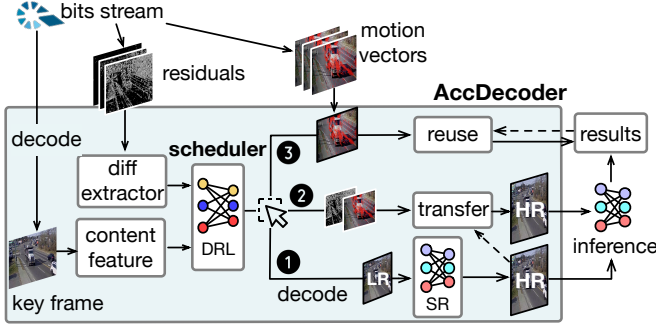 bits stream
residuals
motion
vectors
AccDecoder
decode
scheduler
diff
extractor
content
feature
key frame
DRL
3
reuse
results
2
transfer
HR
inference
1
decode
LR
SR
HR